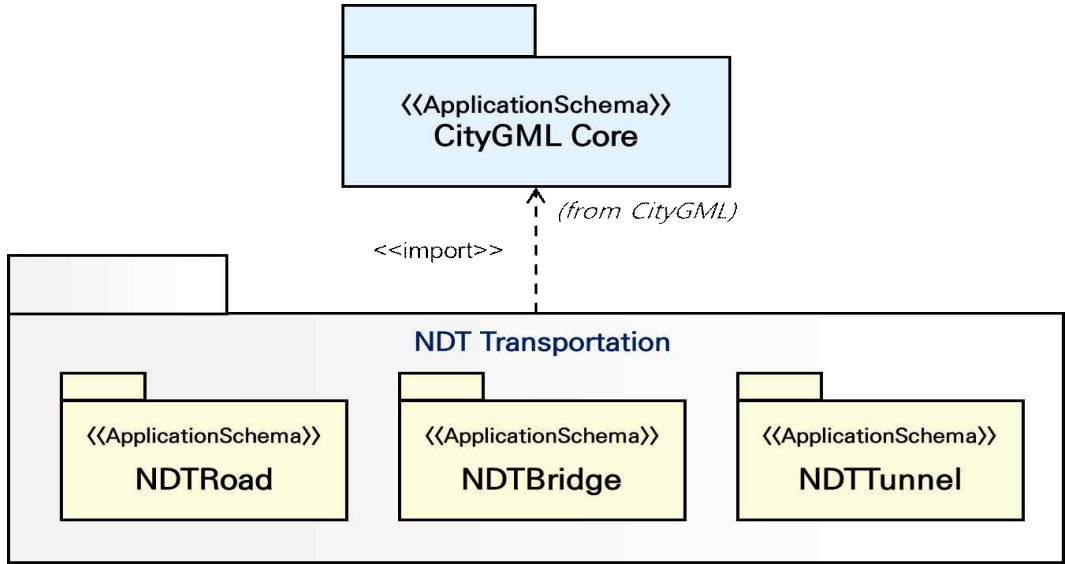 《ApplicationSchema》
CityGML Core
(from CityGML)
<<import>>
NDT Transportation
《ApplicationSchema》
NDTRoad
《ApplicationSchema》
NDTBridge
《ApplicationSchema》
NDTTunnel